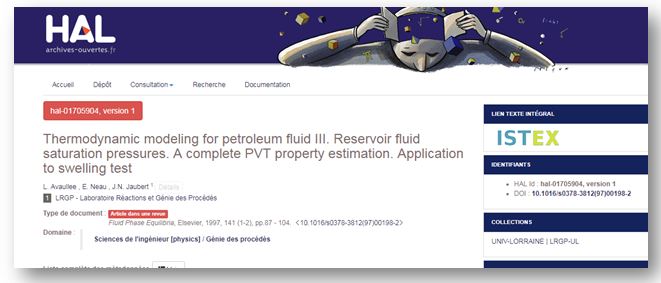 HAL
archives-ouvertes.fr
Accueil Dépôt Consultation Recherche Documentation
hal-01705904, version 1
Thermodynamic modeling for petroleum fluid III. Reservoir fluid
saturation pressures. A complete PVT property estimation. Application
to swelling test
L. Avaullee , E. Neau , J.N. Jaubert 1 Détails
1 LRGP - Laboratoire Réactions et Génie des Procédés
Type de document : Article dans une revue
Fluid Phase Equilibria, Elsevier, 1997, 141 (1-2), pp.87 - 104. <10.1016/s0378-3812(97)00198-2>
Domaine :
Sciences de l'ingénieur [physics] / Génie des procédés
LIEN TEXTE INTÉGRAL
ISTEX
IDENTIFIANTS
• HAL Id : hal-01705904, version 1
• DOI : 10.1016/s0378-3812(97)00198-2
COLLECTIONS
UNIV-LORRAINE | LRGP-UL